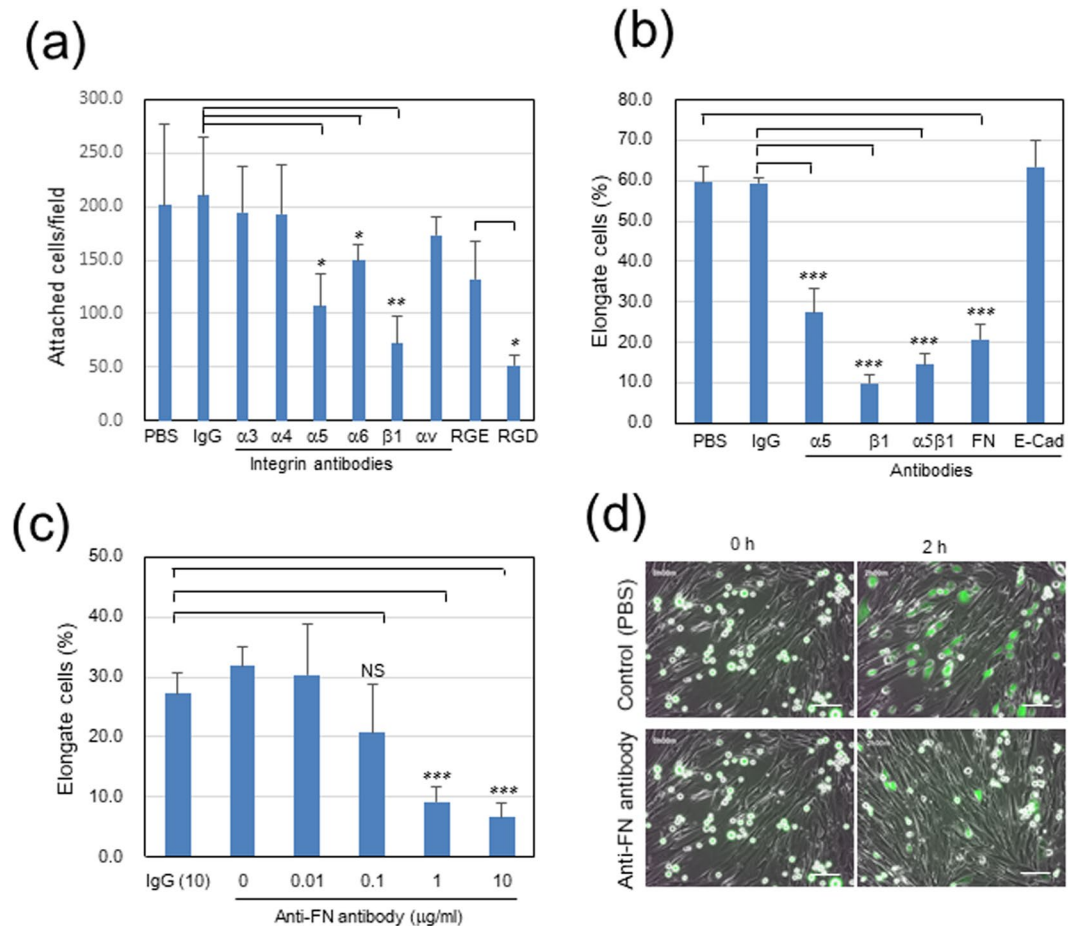 (a)
300.0
250.0
200.0
150.0
100.0
50.0
0.0
Attached cells/field
* * ** *
PBS IgG α3 α4 α5 α6 β1 αv RGE RGD
Integrin antibodies
(b)
80.0
70.0
60.0
50.0
40.0
30.0
20.0
10.0
0.0
Elongate cells (%)
*** *** *** ***
PBS IgG α5 β1 α5β1 FN E-Cad
Antibodies
(c)
50.0
40.0
30.0
20.0
10.0
0.0
Elongate cells (%)
NS *** ***
IgG (10) 0 0.01 0.1 1 10
Anti-FN antibody (µg/ml)
(d)
0 h 2 h
Control (PBS)
Anti-FN antibody